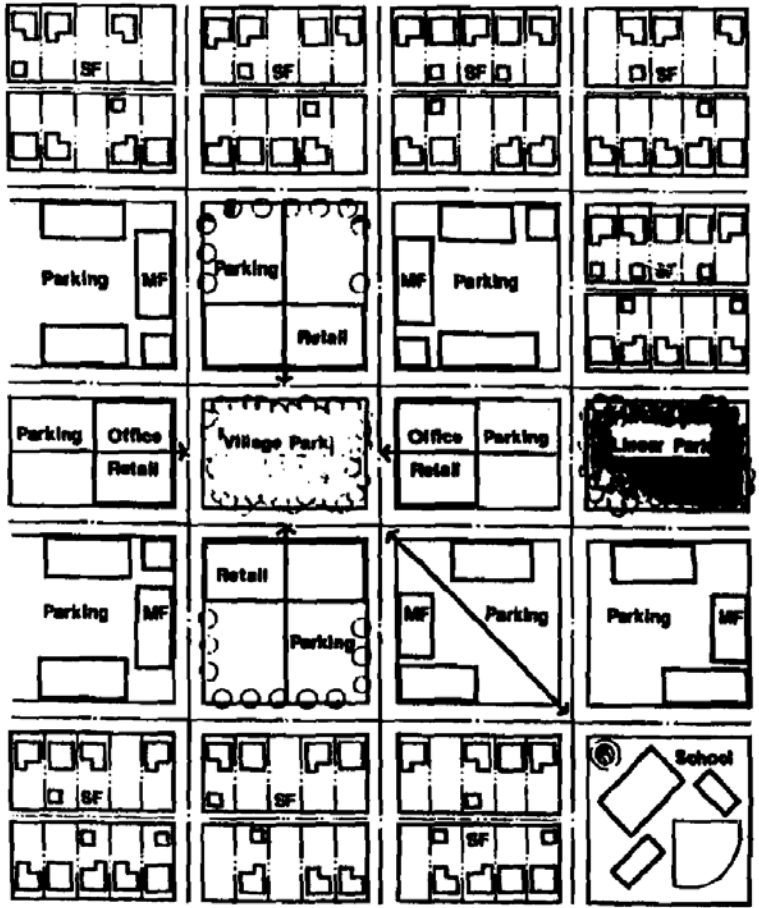 SF
SF
SF
SF
Parking
MF
Parking
Retail
MF
Parking
SF
Parking
Office
Retail
Village Park
Office
Parking
Retail
Linear Park
Parking
MF
Retail
Parking
MF
Parking
Parking
MF
SF
SF
SF
School